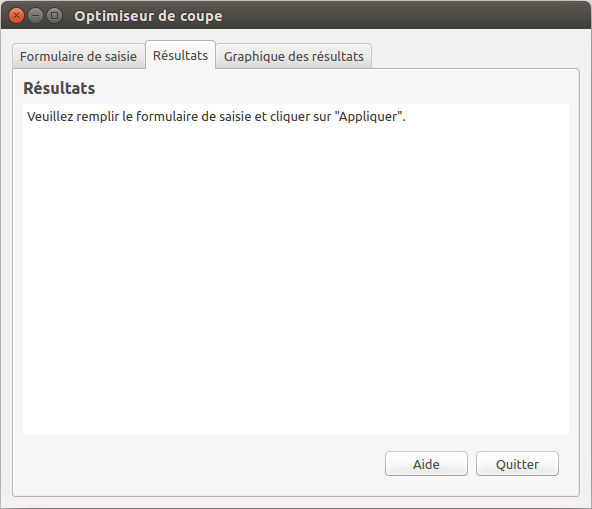 Optimiseur de coupe
Formulaire de saisie Résultats Graphique des résultats
Résultats
Veuillez remplir le formulaire de saisie et cliquer sur "Appliquer".
Aide Quitter